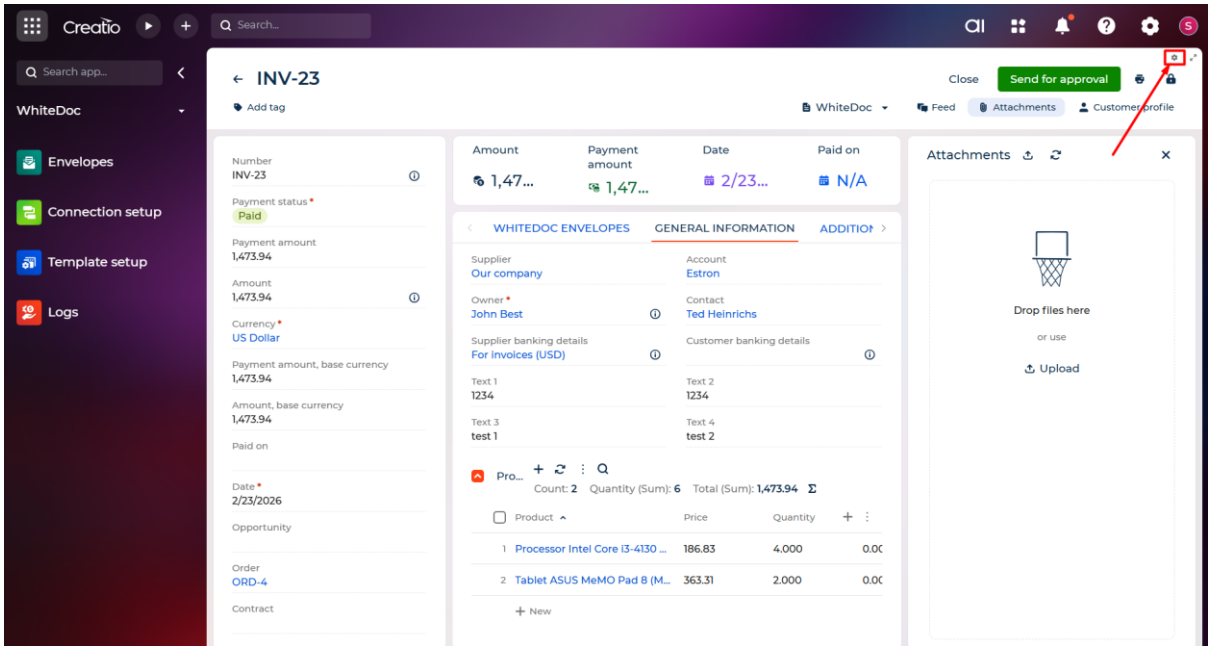 Creatio
Search...
ai
?
S
Search app...
WhiteDoc
Envelopes
Connection setup
Template setup
Logs
← INV-23
Add tag
Close
Send for approval
WhiteDoc
Feed
Attachments
Customer profile
Number
INV-23
Payment status *
Paid
Payment amount
1,473.94
Amount
1,473.94
Currency *
US Dollar
Payment amount, base currency
1,473.94
Amount, base currency
1,473.94
Paid on
Date *
2/23/2026
Opportunity
Order
ORD-4
Contract
Amount
1,47...
Payment
amount
1,47...
Date
2/23...
Paid on
N/A
WHITEDOC ENVELOPES GENERAL INFORMATION ADDITION
Supplier
Our company
Account
Estron
Owner *
John Best
Contact
Ted Heinrichs
Supplier banking details
For invoices (USD)
Customer banking details
Text 1
1234
Text 2
1234
Text 3
test 1
Text 4
test 2
Pro...
Count: 2 Quantity (Sum): 6 Total (Sum): 1,473.94 Σ
Product Price Quantity
1 Processor Intel Core i3-4130 ... 186.83 4.000 0.00
2 Tablet ASUS MeMO Pad 8 (M... 363.31 2.000 0.00
+ New
Attachments
Drop files here
or use
Upload